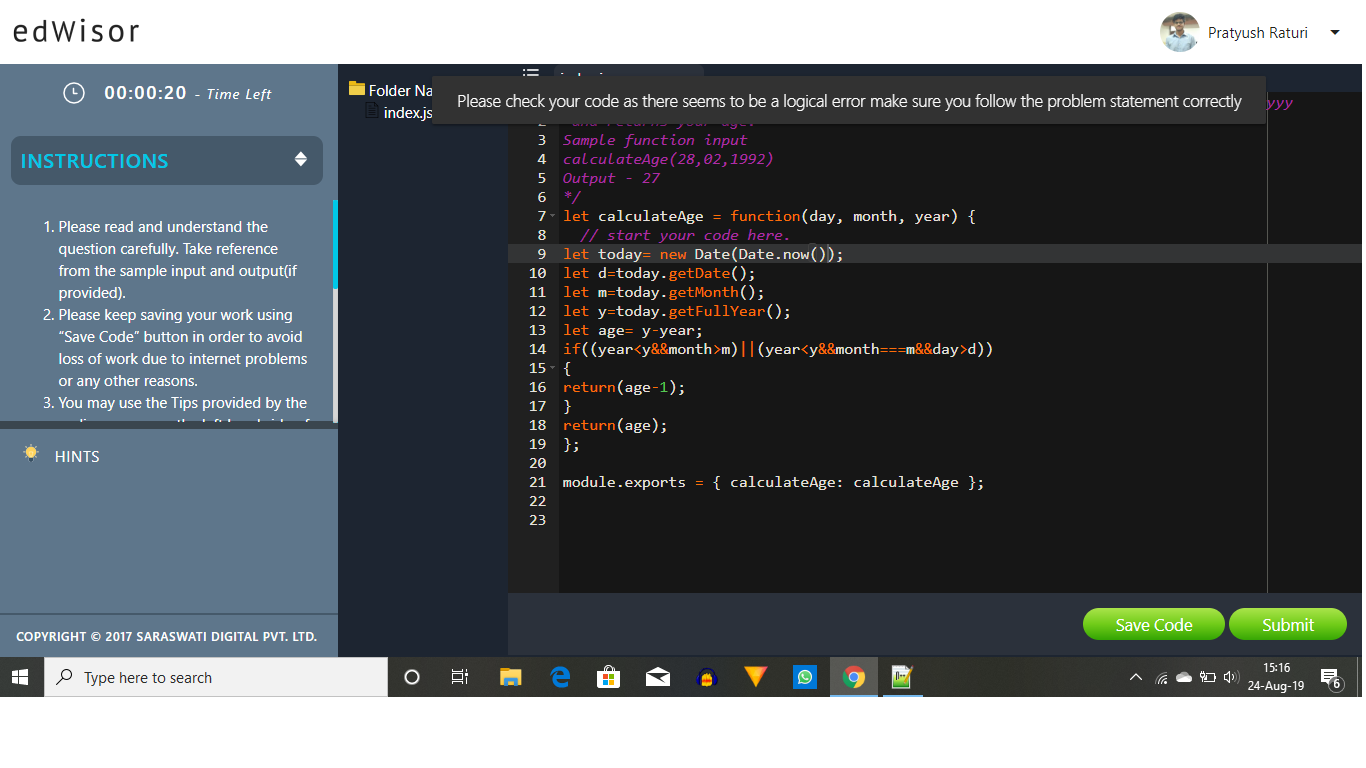 edWisor
Pratyush Raturi
00:00:20 - Time Left
INSTRUCTIONS
1. Please read and understand the
question carefully. Take reference
from the sample input and output(if
provided).
2. Please keep saving your work using
“Save Code” button in order to avoid
loss of work due to internet problems
or any other reasons.
3. You may use the Tips provided by the
HINTS
COPYRIGHT © 2017 SARASWATI DIGITAL PVT. LTD.
Folder Na
index.js
Please check your code as there seems to be a logical error make sure you follow the problem statement correctly
yyy
2 and returns your age.
3 Sample function input
4 calculateAge(28,02,1992)
5 Output - 27
6 */
7 let calculateAge = function(day, month, year) {
8 // start your code here.
9 let today= new Date(Date.now());
10 let d=today.getDate();
11 let m=today.getMonth();
12 let y=today.getFullYear();
13 let age= y-year;
14 if((year<y&&month>m)||(year<y&&month===m&&day>d))
15 {
16 return(age-1);
17 }
18 return(age);
19 };
20
21 module.exports = { calculateAge: calculateAge };
22
23
Save Code
Submit
Type here to search
15:16
24-Aug-19
6